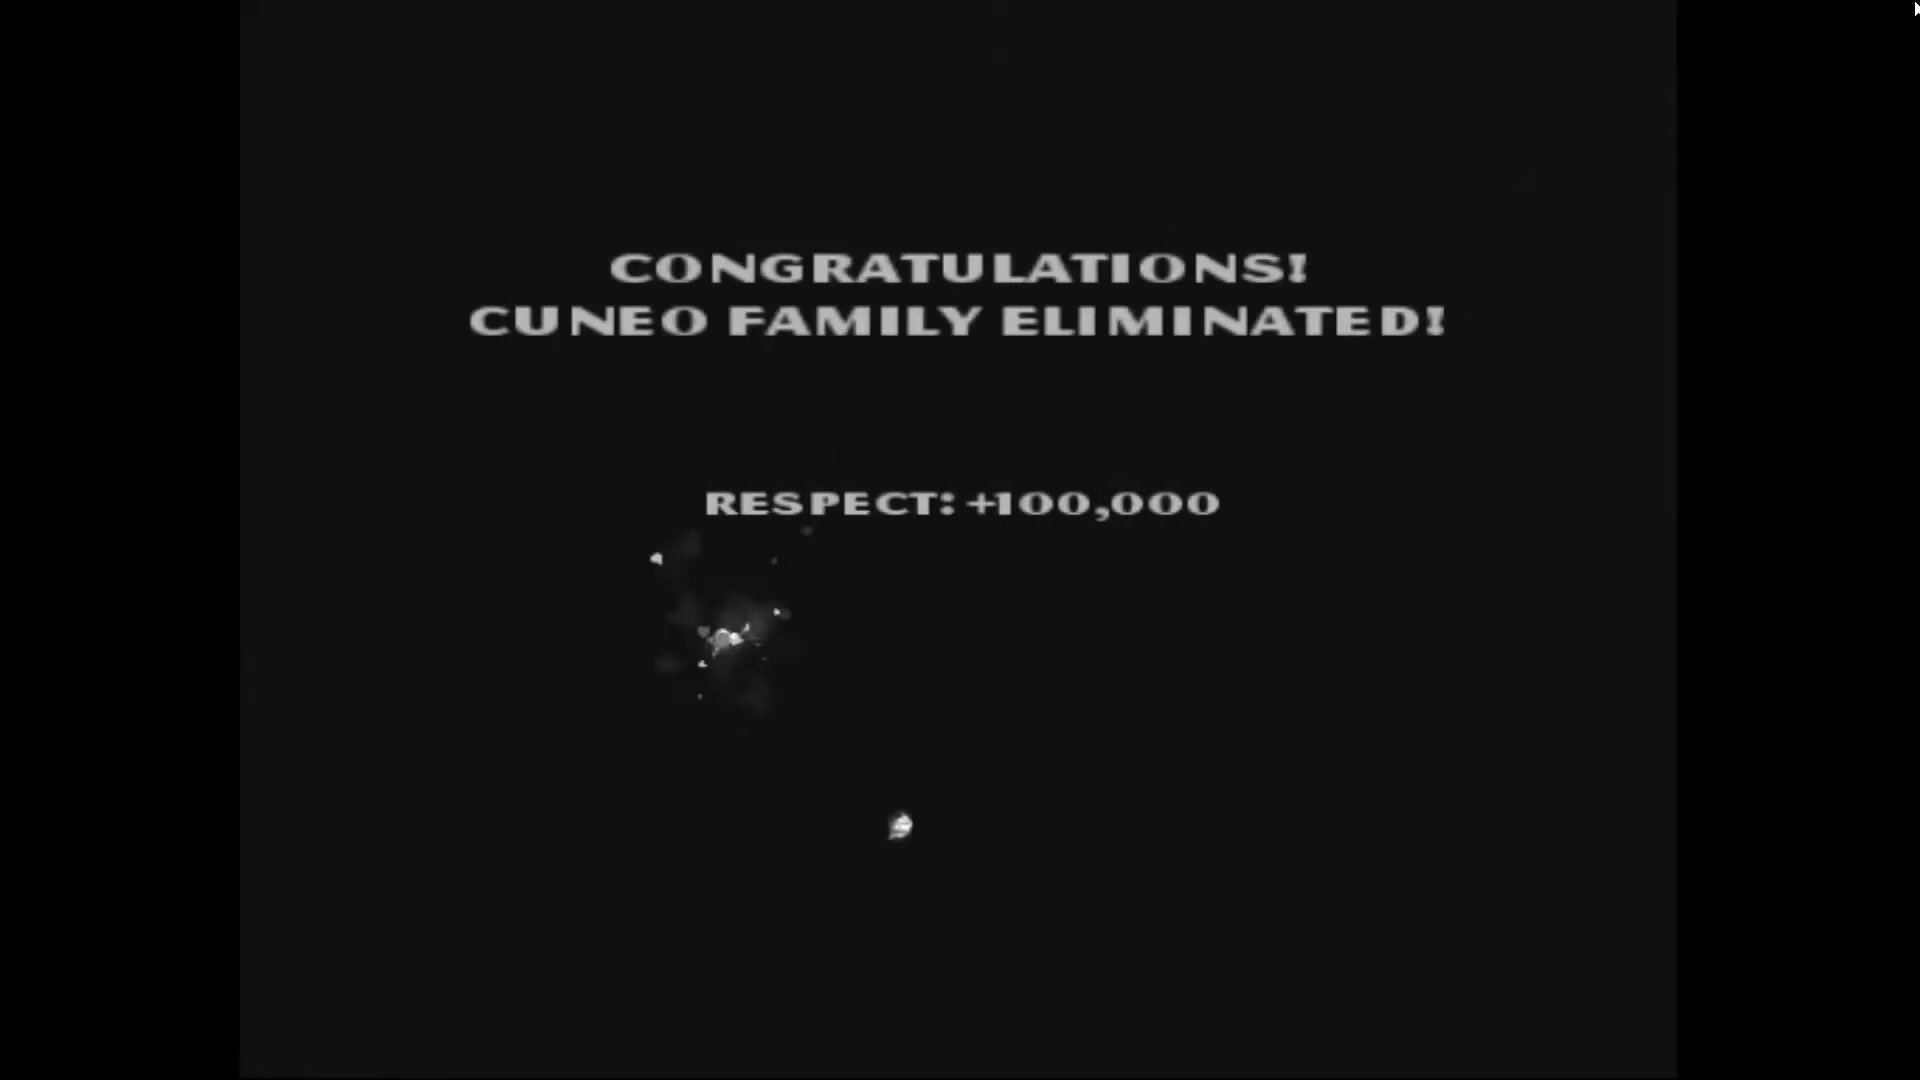 CONGRATULATIONS!
CUNEO FAMILY ELIMINATED!
RESPECT: +100,000